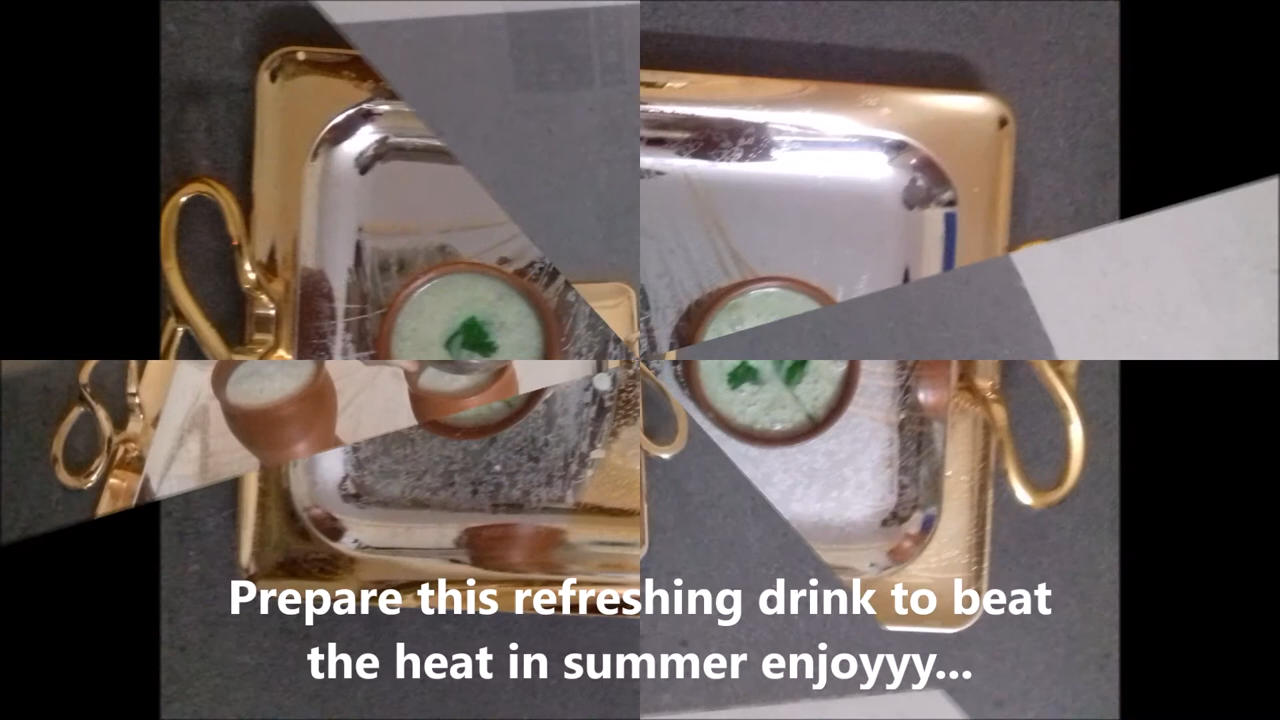 Prepare this refreshing drink to beat
the heat in summer enjoyyy...